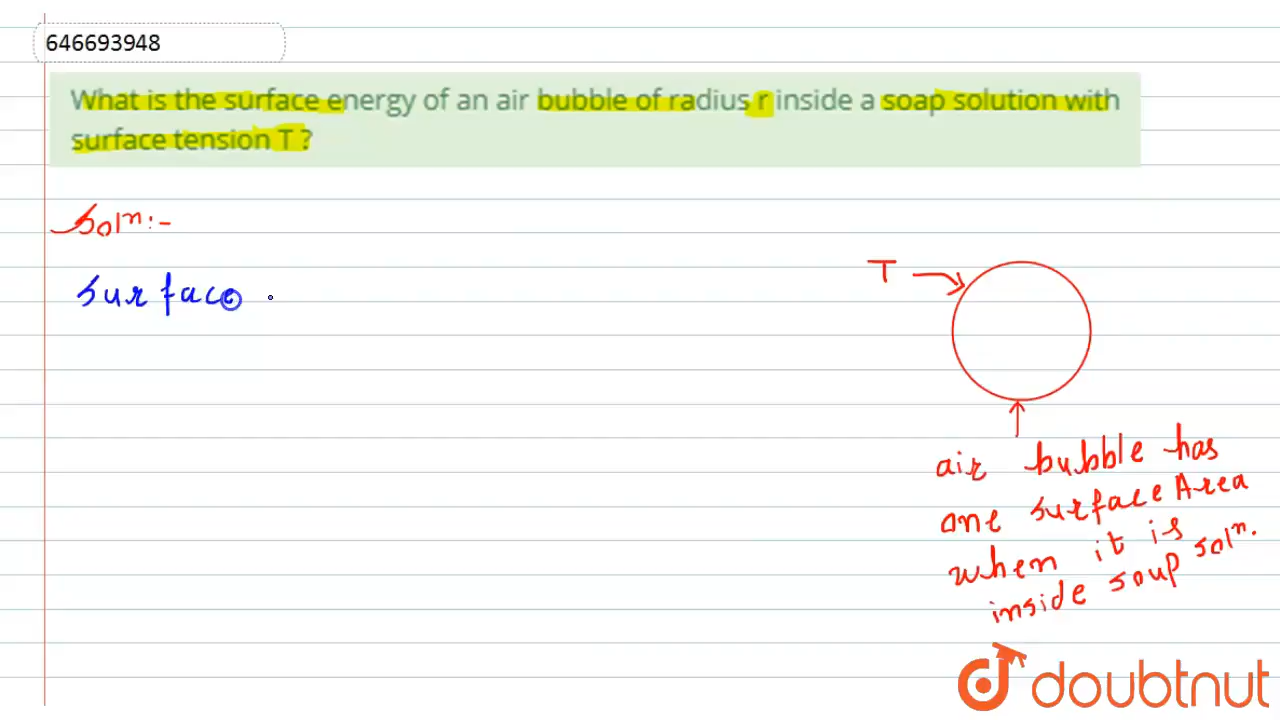 646693948
What is the surface energy of an air bubble of radius r inside a soap solution with
surface tension T ?
Solⁿ:-
surface
T
air bubble has
one surface Area
when it is
inside soup solⁿ.
doubtnut